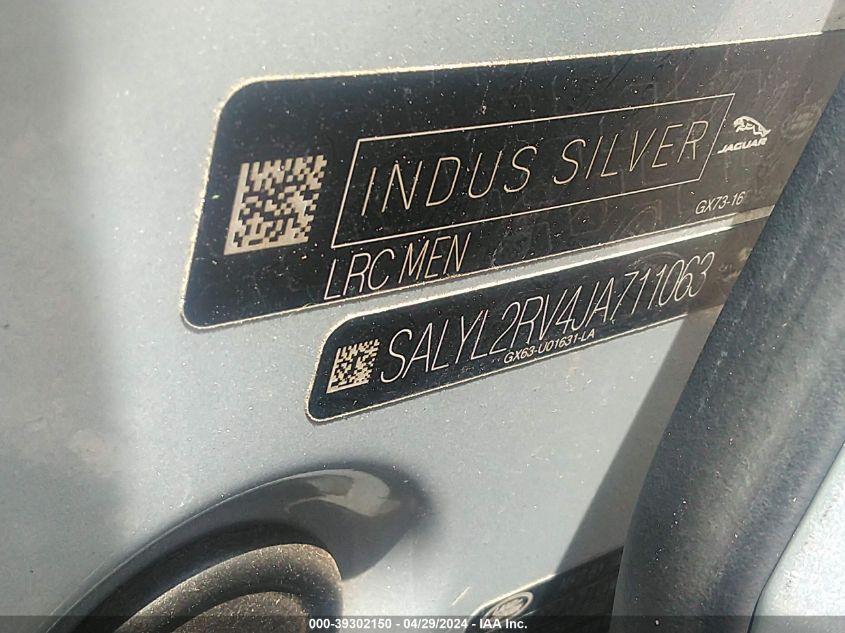 INDUS SILVER
JAGUAR
GX73-16
LRC MEN
SALYL2RV4JA711063
GX63-U01631-LA
000-39302150 - 04/29/2024 - IAA Inc.